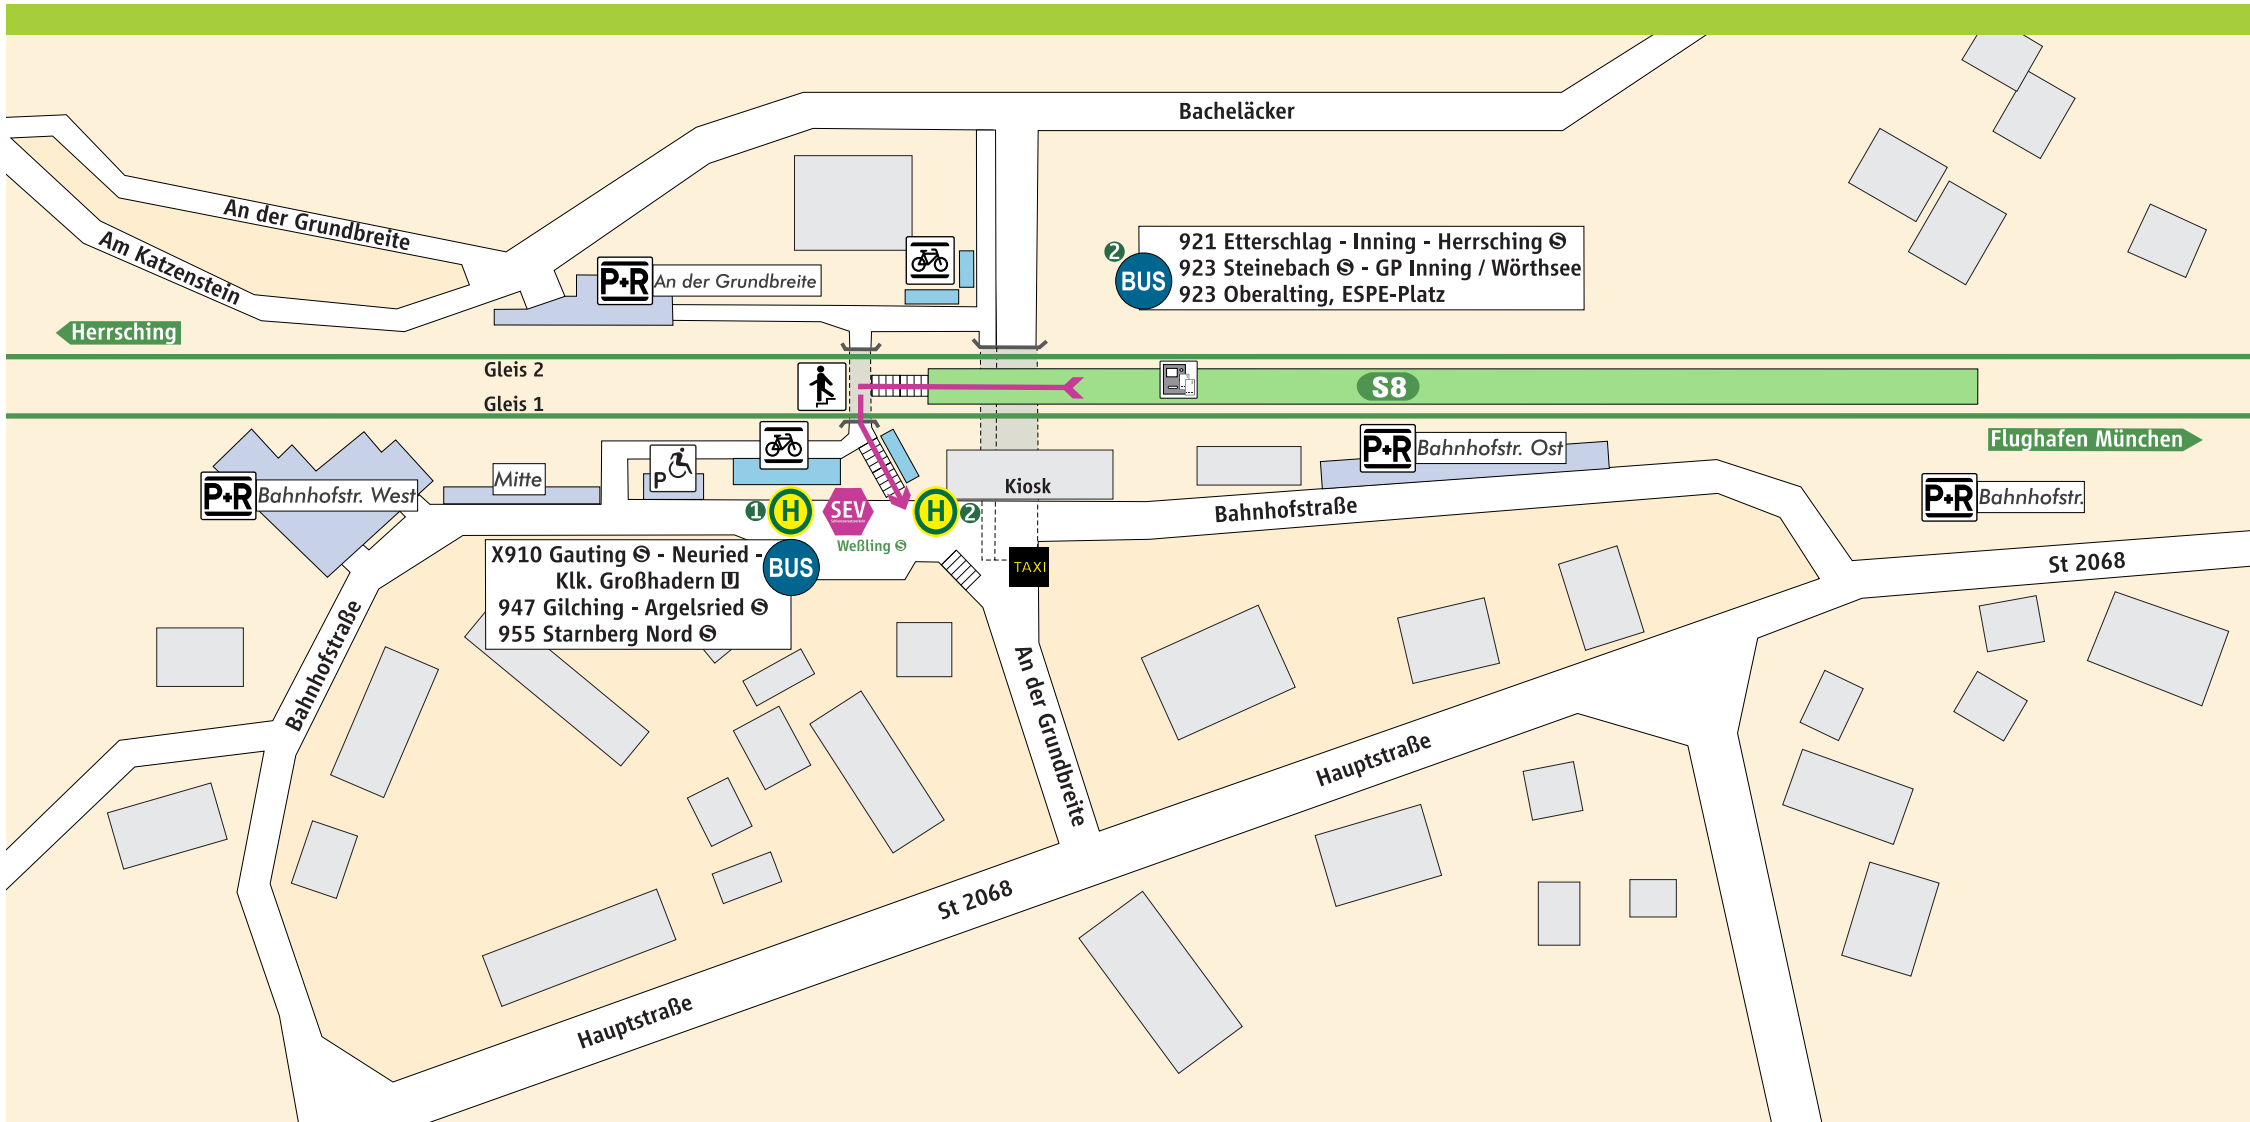 Bacheläcker
An der Grundbreite
Am Katzenstein
P+R An der Grundbreite
2
BUS
921 Etterschlag - Inning - Herrsching S
923 Steinebach S - GP Inning / Wörthsee
923 Oberalting, ESPE-Platz
Herrsching
Gleis 2
Gleis 1
S8
Flughafen München
P+R Bahnhofstr. West
Mitte
P
Kiosk
P+R Bahnhofstr. Ost
P+R Bahnhofstr.
1 H
SEV
H 2
Weßling S
Bahnhofstraße
X910 Gauting S - Neuried -
Klk. Großhadern U
947 Gilching - Argelsried S
955 Starnberg Nord S
BUS
TAXI
St 2068
Bahnhofstraße
An der Grundbreite
Hauptstraße
St 2068
Hauptstraße